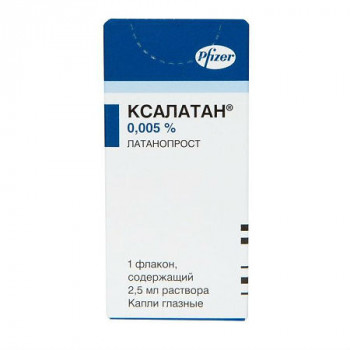 Pfizer
КСАЛАТАН®
0,005 %
ЛАТАНОПРОСТ
1 флакон,
содержащий
2,5 мл раствора
Капли глазные